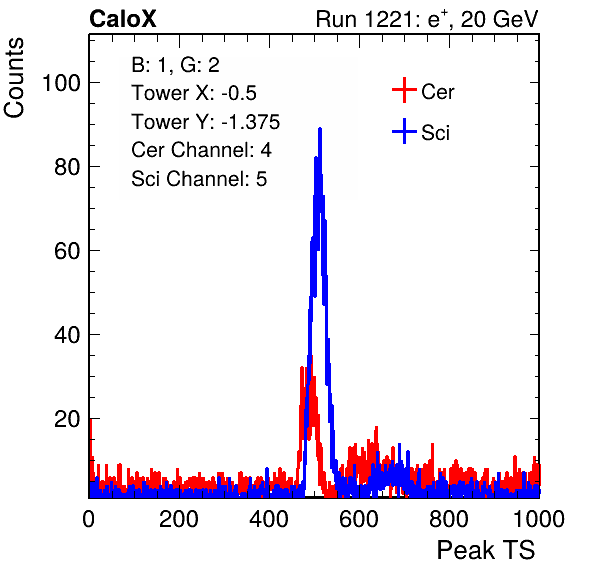 CaloX Run 1221: e⁺, 20 GeV
Counts
B: 1, G: 2
Tower X: -0.5
Tower Y: -1.375
Cer Channel: 4
Sci Channel: 5
Cer
Sci
100
80
60
40
20
0 200 400 600 800 1000
Peak TS